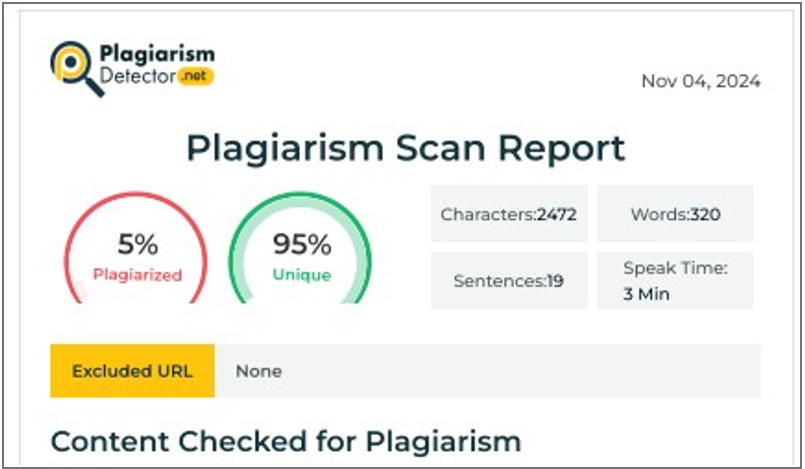 Plagiarism
Detector.net
Nov 04, 2024
Plagiarism Scan Report
5%
Plagiarized
95%
Unique
Characters:2472
Words:320
Sentences:19
Speak Time:
3 Min
Excluded URL None
Content Checked for Plagiarism